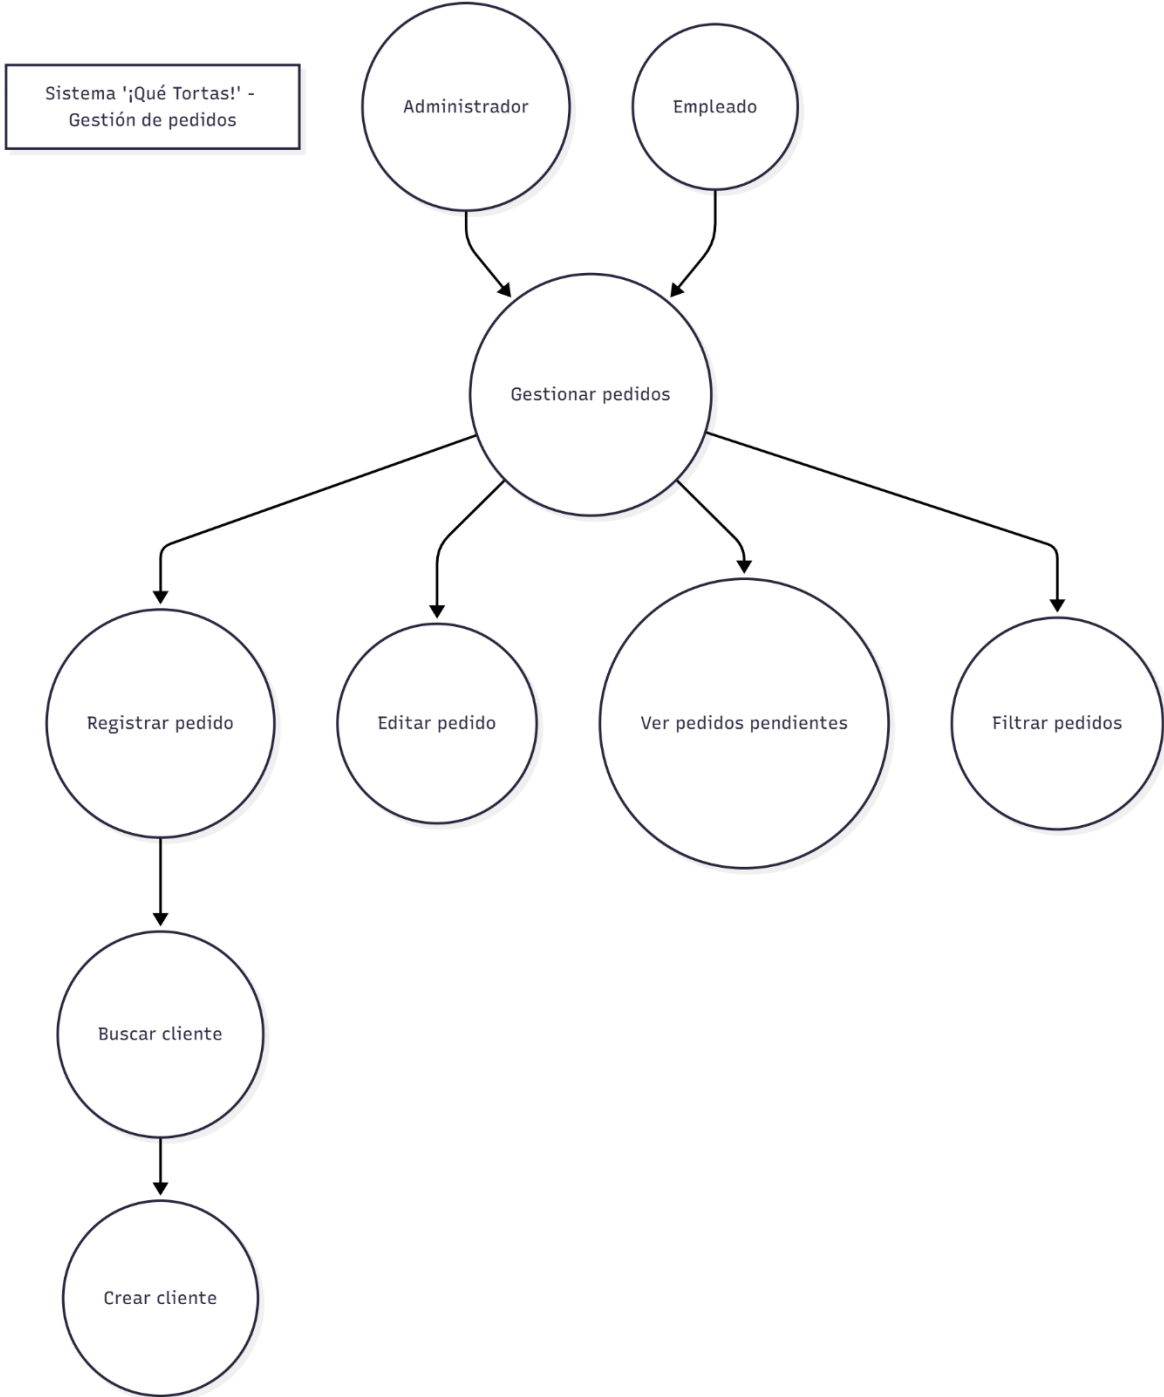 Sistema '¡Qué Tortas!' -
Gestión de pedidos
Administrador
Empleado
Gestionar pedidos
Registrar pedido
Editar pedido
Ver pedidos pendientes
Filtrar pedidos
Buscar cliente
Crear cliente